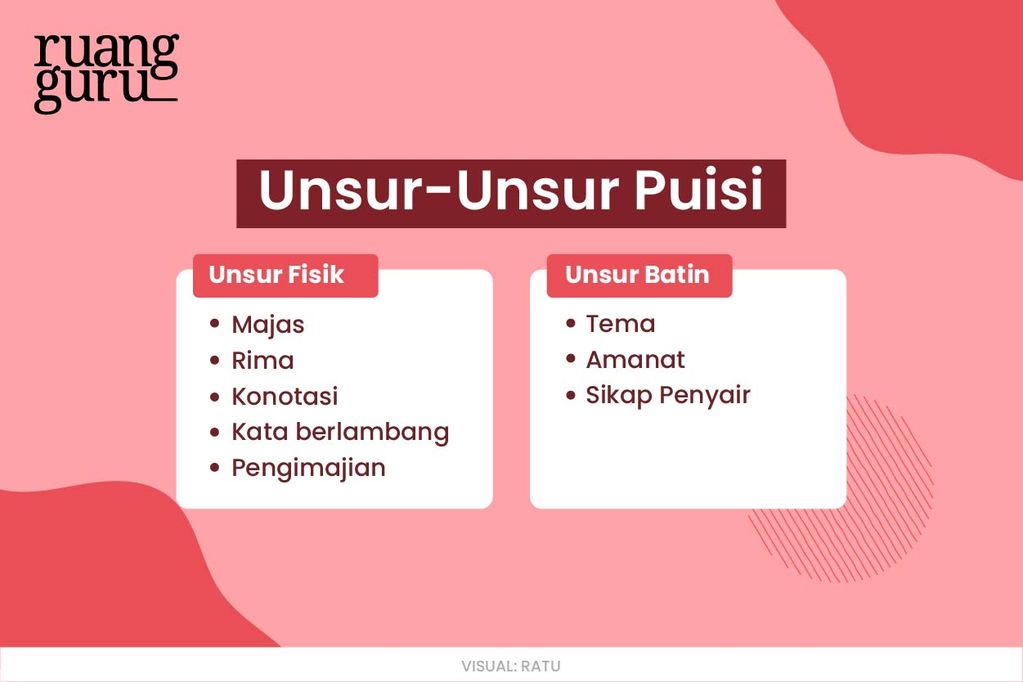 ruang
guru
Unsur-Unsur Puisi
Unsur Fisik
• Majas
• Rima
• Konotasi
• Kata berlambang
• Pengimajian
Unsur Batin
• Tema
• Amanat
• Sikap Penyair
VISUAL: RATU